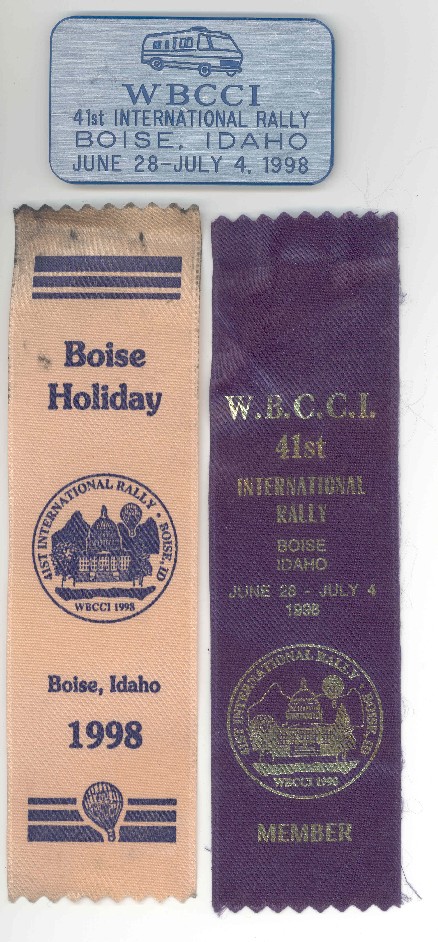 WBCCI
41st INTERNATIONAL RALLY
BOISE, IDAHO
JUNE 28-JULY 4, 1998
Boise
Holiday
41ST INTERNATIONAL RALLY • BOISE, ID
WBCCI 1998
Boise, Idaho
1998
W.B.C.C.I.
41st
INTERNATIONAL
RALLY
BOISE
IDAHO
JUNE 28 - JULY 4
1998
41ST INTERNATIONAL RALLY • BOISE, ID
WBCCI 1998
MEMBER